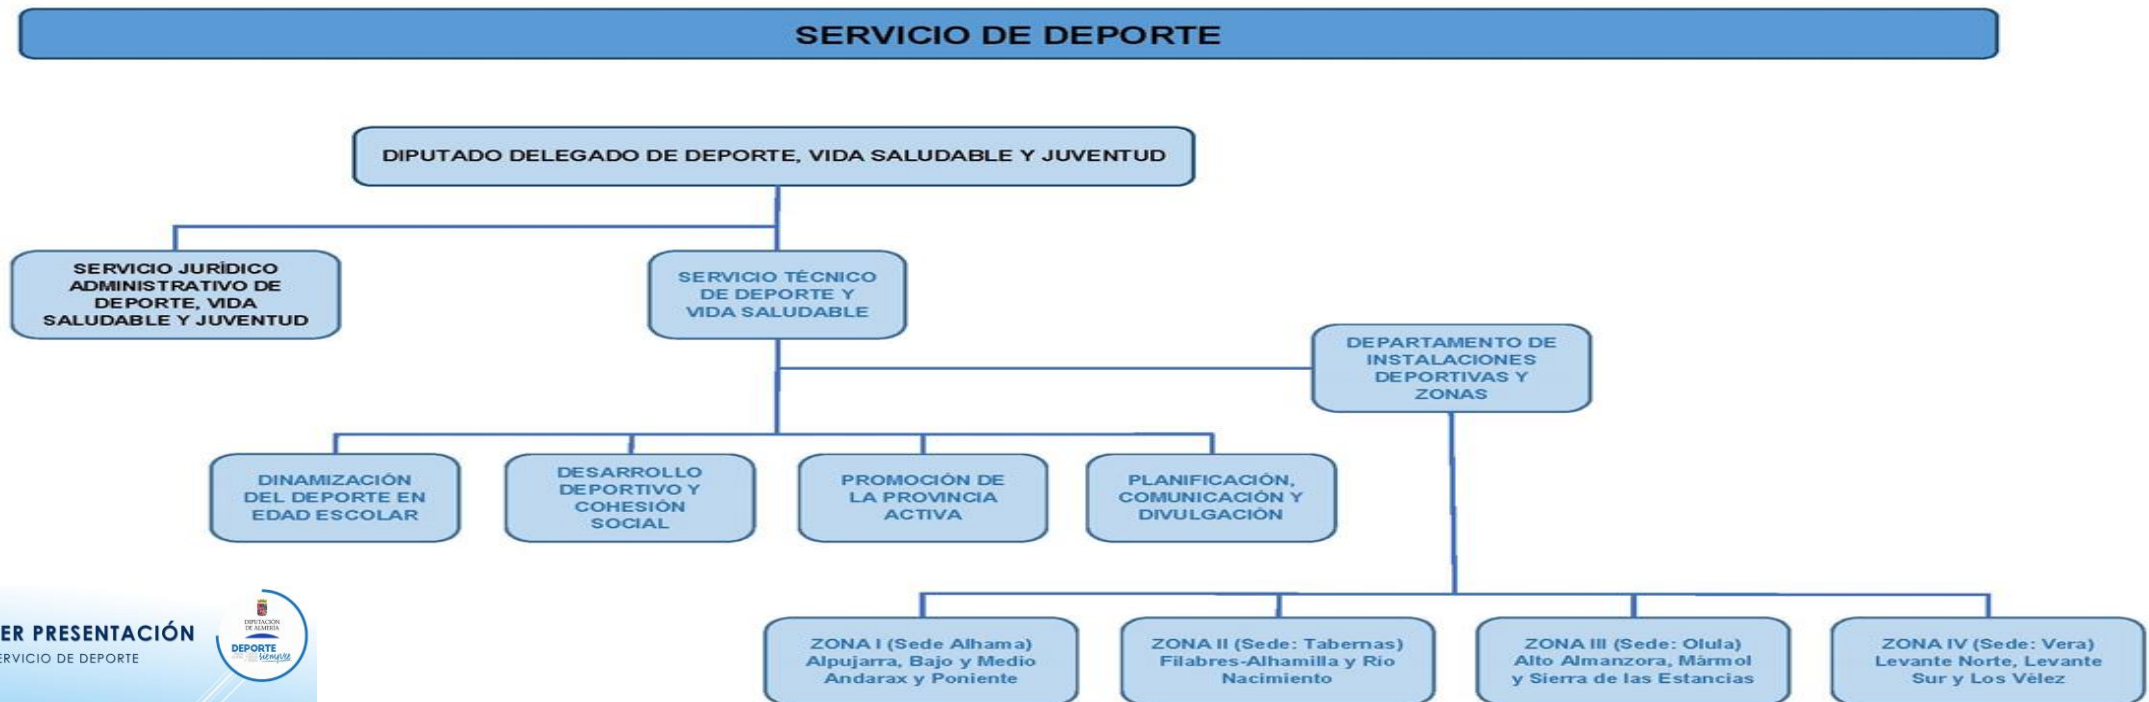 SERVICIO DE DEPORTE
DIPUTADO DELEGADO DE DEPORTE, VIDA SALUDABLE Y JUVENTUD
SERVICIO JURÍDICO
ADMINISTRATIVO DE
DEPORTE, VIDA
SALUDABLE Y JUVENTUD
SERVICIO TÉCNICO
DE DEPORTE Y
VIDA SALUDABLE
DEPARTAMENTO DE
INSTALACIONES
DEPORTIVAS Y
ZONAS
DINAMIZACIÓN
DEL DEPORTE EN
EDAD ESCOLAR
DESARROLLO
DEPORTIVO Y
COHESIÓN
SOCIAL
PROMOCIÓN DE
LA PROVINCIA
ACTIVA
PLANIFICACIÓN,
COMUNICACIÓN Y
DIVULGACIÓN
ZONA I (Sede Alhama)
Alpujarra, Bajo y Medio
Andarax y Poniente
ZONA II (Sede: Tabernas)
Filabres-Alhamilla y Río
Nacimiento
ZONA III (Sede: Olula)
Alto Almanzora, Mármol
y Sierra de las Estancias
ZONA IV (Sede: Vera)
Levante Norte, Levante
Sur y Los Vélez
ER PRESENTACIÓN
ERVICIO DE DEPORTE
DIPUTACIÓN
DE ALMERÍA
DEPORTE
siempre